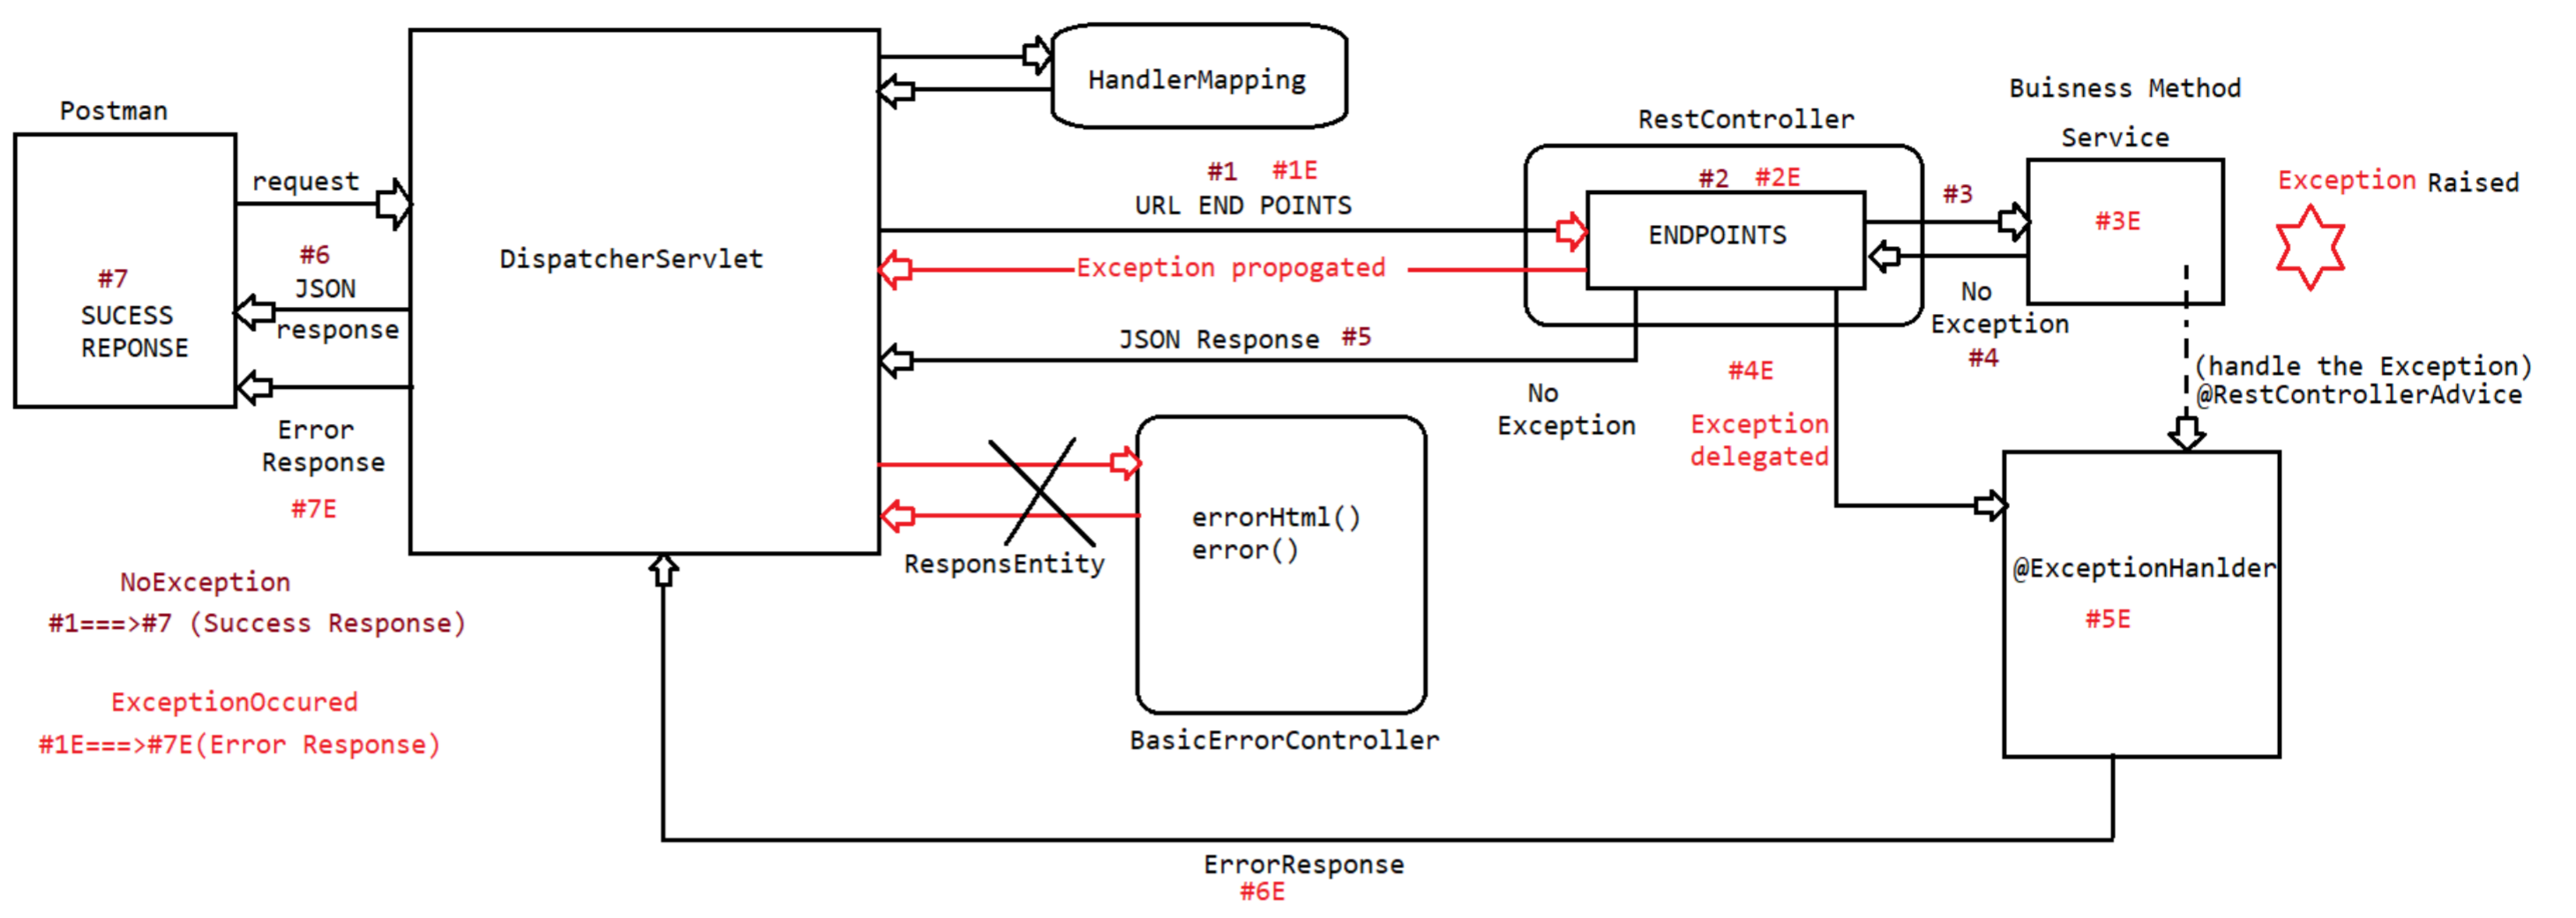 Postman
request
#6
JSON
response
#7
SUCESS
REPONSE
Error
Response
#7E
NoException
#1===>#7 (Success Response)
ExceptionOccured
#1E===>#7E(Error Response)
DispatcherServlet
HandlerMapping
#1 #1E
URL END POINTS
Exception propogated
JSON Response #5
ResponsEntity
errorHtml()
error()
BasicErrorController
RestController
#2 #2E
ENDPOINTS
No
Exception
#4E
Exception
delegated
#3
No
Exception
#4
Buisness Method
Service
#3E
Exception Raised
(handle the Exception)
@RestControllerAdvice
@ExceptionHanlder
#5E
ErrorResponse
#6E